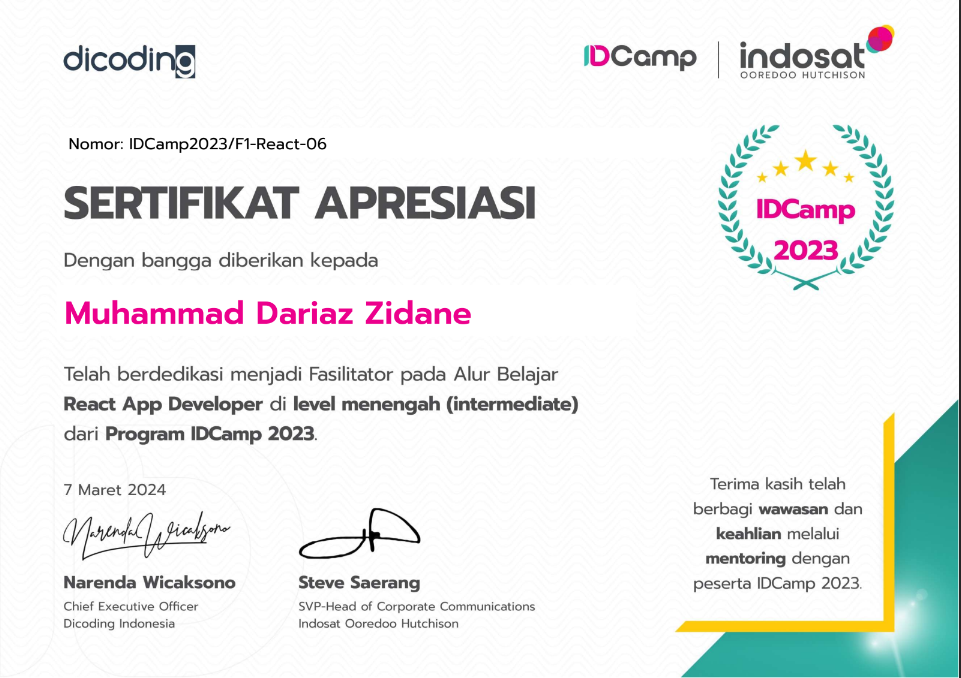 dicoding
IDCamp
indosat
OOREDOO HUTCHISON
Nomor: IDCamp2023/F1-React-06
SERTIFIKAT APRESIASI
IDCamp
2023
Dengan bangga diberikan kepada
Muhammad Dariaz Zidane
Telah berdedikasi menjadi Fasilitator pada Alur Belajar
React App Developer di level menengah (intermediate)
dari Program IDCamp 2023.
7 Maret 2024
Narenda Wicaksono
Narenda Wicaksono
Chief Executive Officer
Dicoding Indonesia
Steve Saerang
SVP-Head of Corporate Communications
Indosat Ooredoo Hutchison
Terima kasih telah
berbagi wawasan dan
keahlian melalui
mentoring dengan
peserta IDCamp 2023.